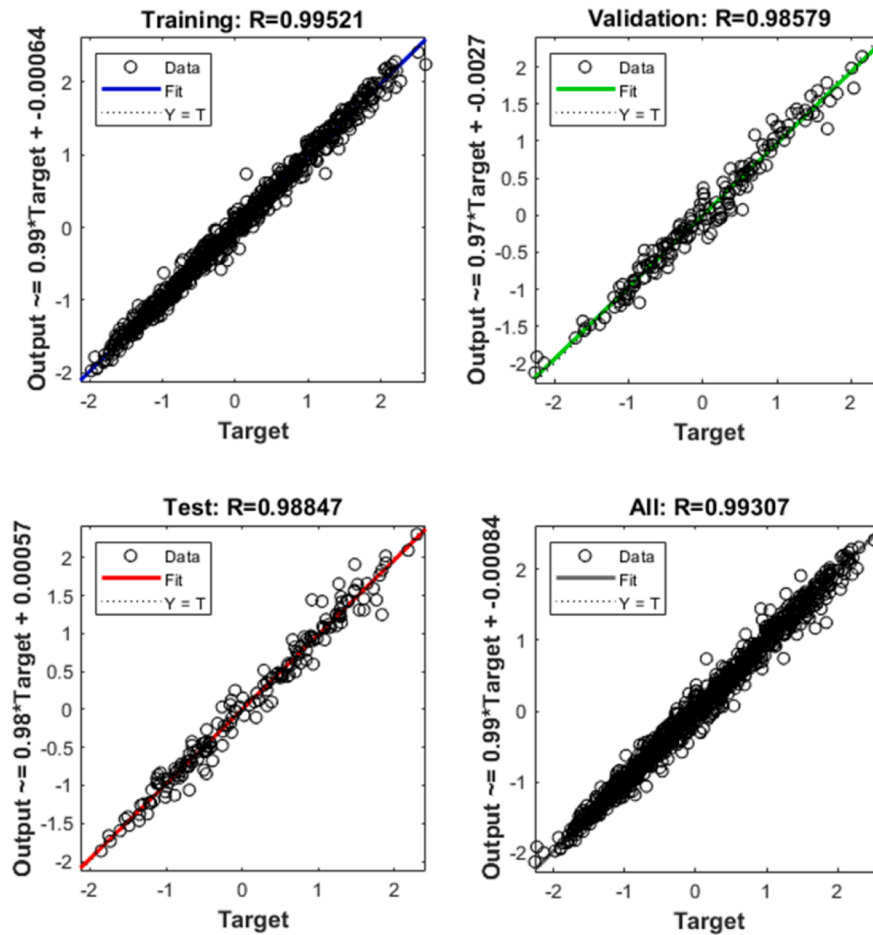 Training: R=0.99521
Output ~= 0.99*Target + -0.00064
2
1
0
-1
-2
Data
Fit
Y = T
-2 -1 0 1 2
Target
Validation: R=0.98579
Output ~= 0.97*Target + -0.0027
2
1.5
1
0.5
0
-0.5
-1
-1.5
-2
Data
Fit
Y = T
-2 -1 0 1 2
Target
Test: R=0.98847
Output ~= 0.98*Target + 0.00057
2
1.5
1
0.5
0
-0.5
-1
-1.5
-2
Data
Fit
Y = T
-2 -1 0 1 2
Target
All: R=0.99307
Output ~= 0.99*Target + -0.00084
2
1
0
-1
-2
Data
Fit
Y = T
-2 -1 0 1 2
Target